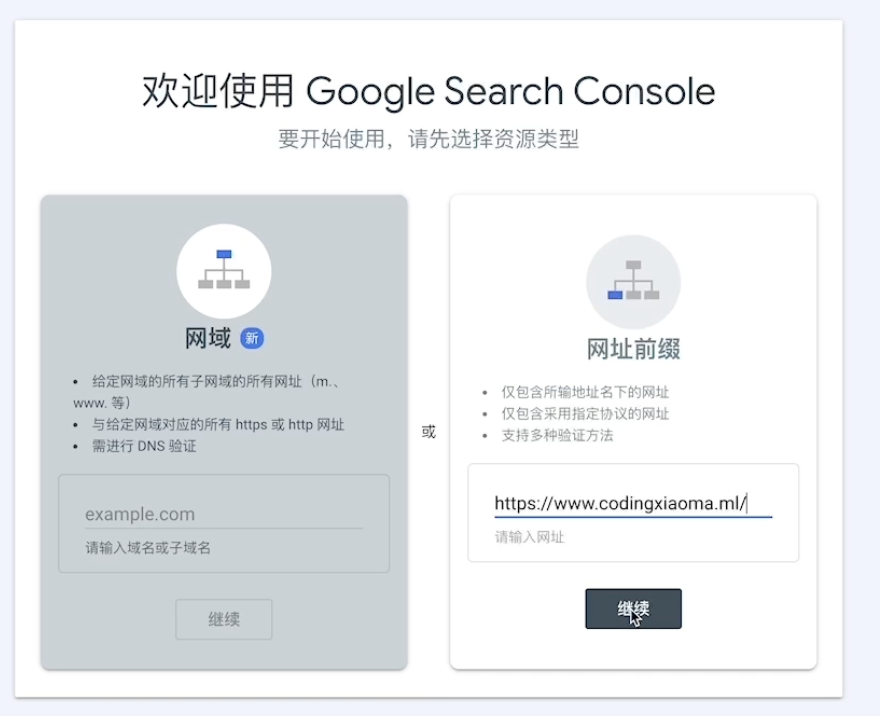 欢迎使用 Google Search Console
要开始使用，请先选择资源类型
网域 新
• 给定网域的所有子网域的所有网址（m.、
www. 等）
• 与给定网域对应的所有 https 或 http 网址
• 需进行 DNS 验证
example.com
请输入域名或子域名
继续
或
网址前缀
• 仅包含所输地址名下的网址
• 仅包含采用指定协议的网址
• 支持多种验证方法
https://www.codingxiaoma.ml/
请输入网址
继续